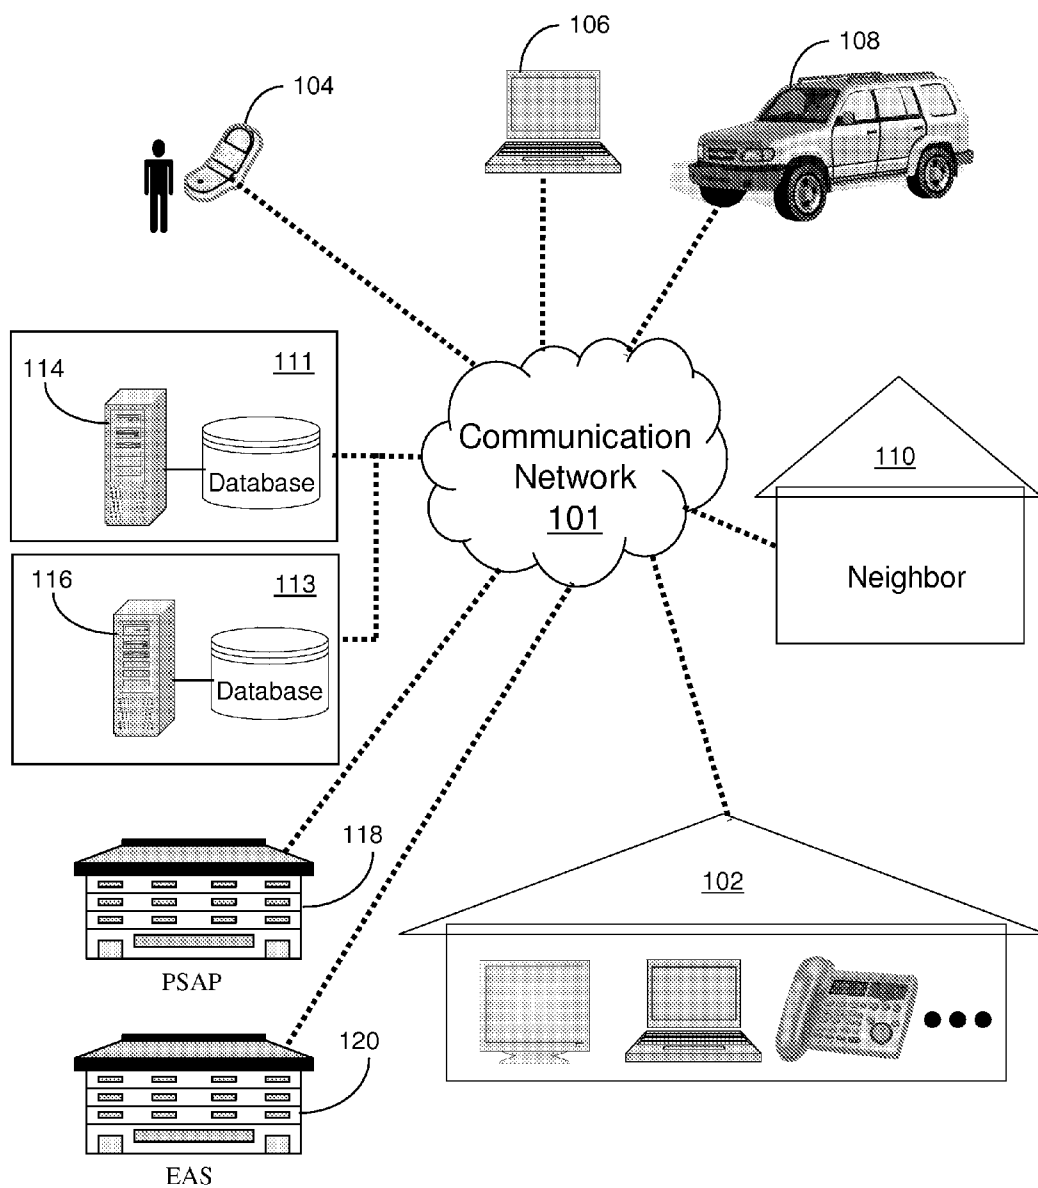 106
108
104
111
114
Database
Communication
Network
101
110
Neighbor
116
113
Database
118
PSAP
102
120
EAS